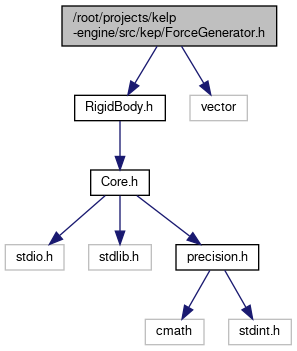 /root/projects/kelp
-engine/src/kep/ForceGenerator.h
RigidBody.h
vector
Core.h
stdio.h
stdlib.h
precision.h
cmath
stdint.h